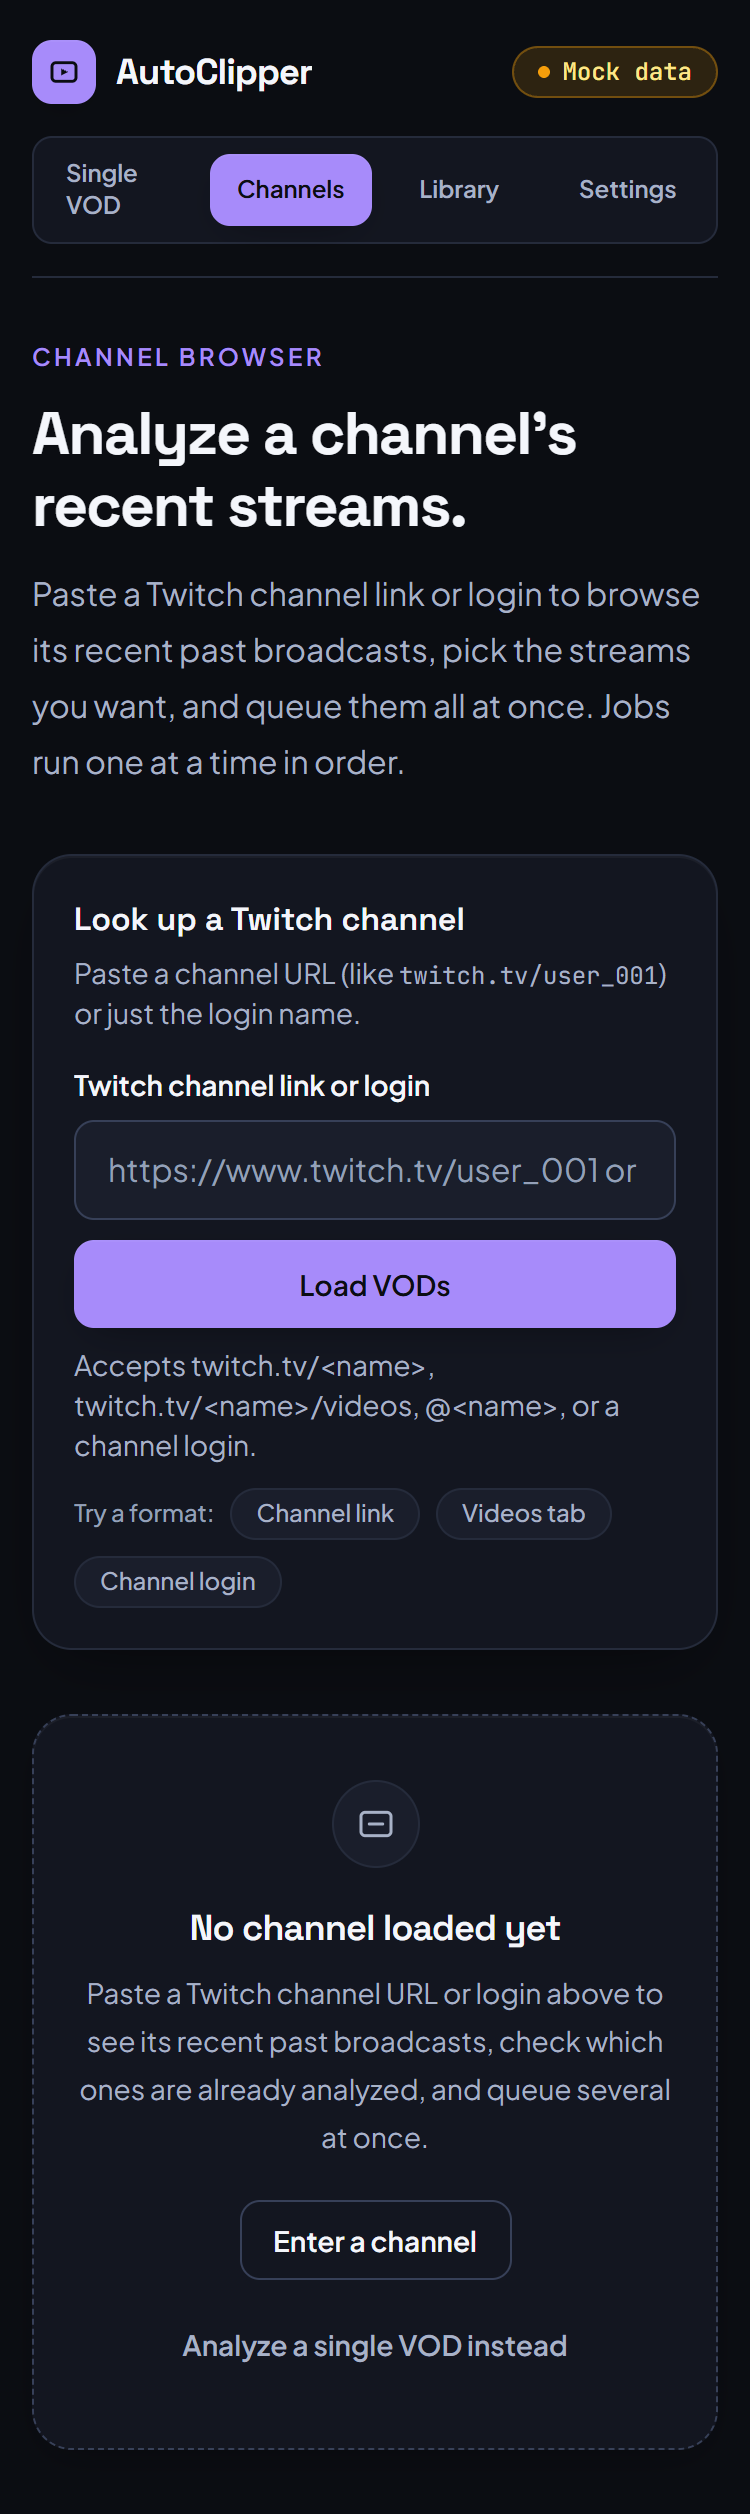 AutoClipper
Mock data
Single
VOD
Channels
Library
Settings
CHANNEL BROWSER
Analyze a channel’s
recent streams.
Paste a Twitch channel link or login to browse
its recent past broadcasts, pick the streams
you want, and queue them all at once. Jobs
run one at a time in order.
Look up a Twitch channel
Paste a channel URL (like twitch.tv/user_001)
or just the login name.
Twitch channel link or login
https://www.twitch.tv/user_001 or
Load VODs
Accepts twitch.tv/<name>,
twitch.tv/<name>/videos, @<name>, or a
channel login.
Try a format:
Channel link
Videos tab
Channel login
No channel loaded yet
Paste a Twitch channel URL or login above to
see its recent past broadcasts, check which
ones are already analyzed, and queue several
at once.
Enter a channel
Analyze a single VOD instead